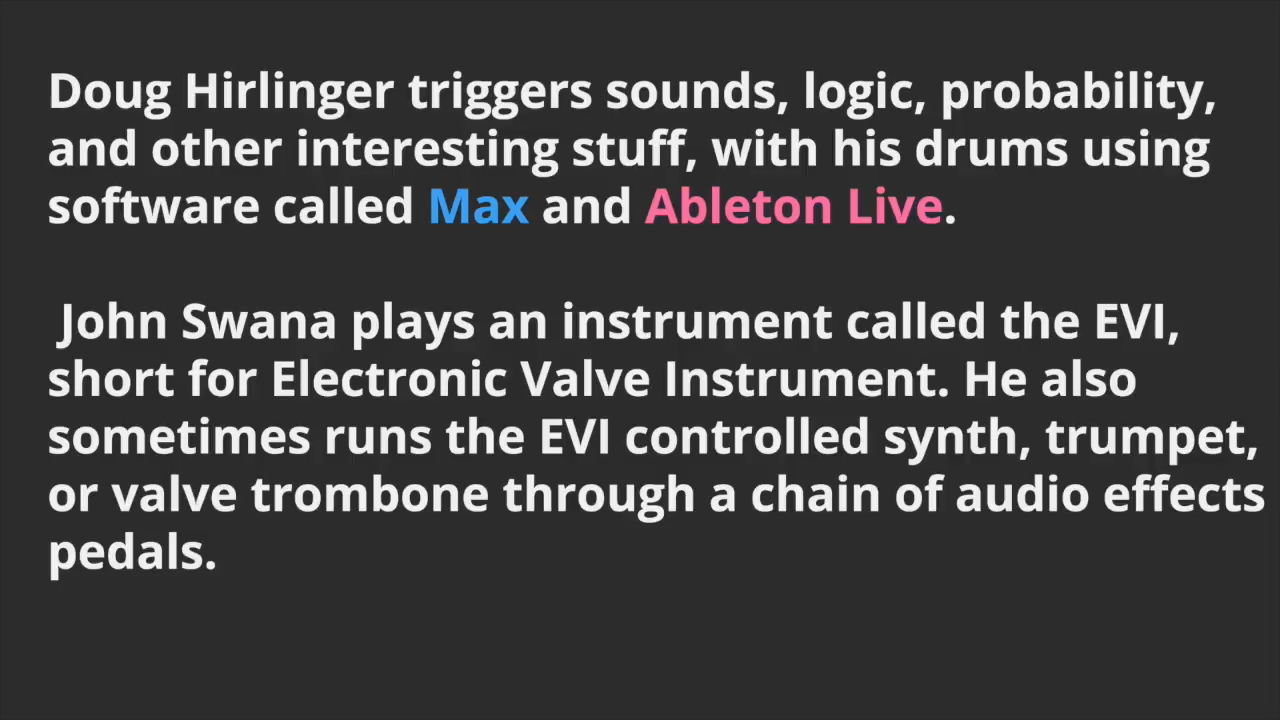 Doug Hirlinger triggers sounds, logic, probability,
and other interesting stuff, with his drums using
software called Max and Ableton Live.
John Swana plays an instrument called the EVI,
short for Electronic Valve Instrument. He also
sometimes runs the EVI controlled synth, trumpet,
or valve trombone through a chain of audio effects
pedals.